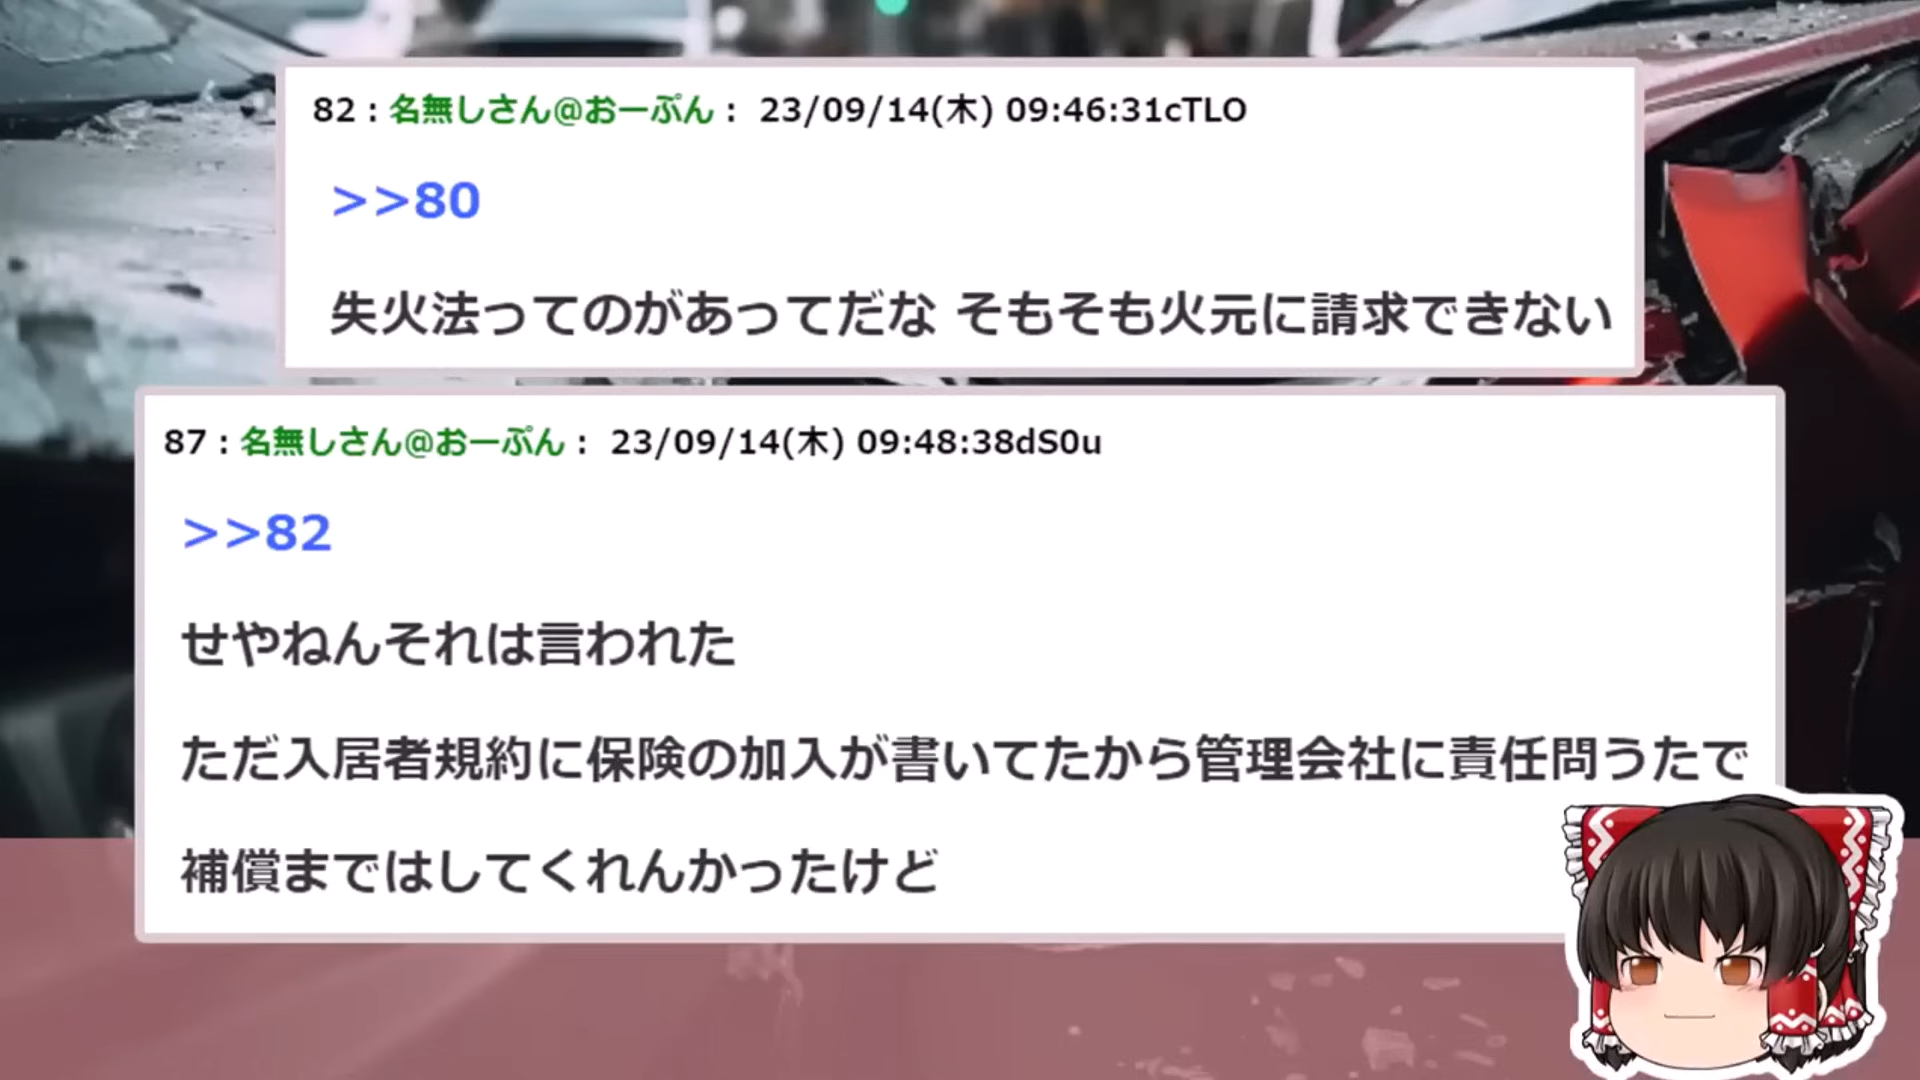 82 : 名無しさん@おーぷん : 23/09/14(木) 09:46:31cTLO
>>80
失火法ってのがあってだな そもそも火元に請求できない
87 : 名無しさん@おーぷん : 23/09/14(木) 09:48:38dS0u
>>82
せやねんそれは言われた
ただ入居者規約に保険の加入が書いてたから管理会社に責任問うたで
補償まではしてくれんかったけど